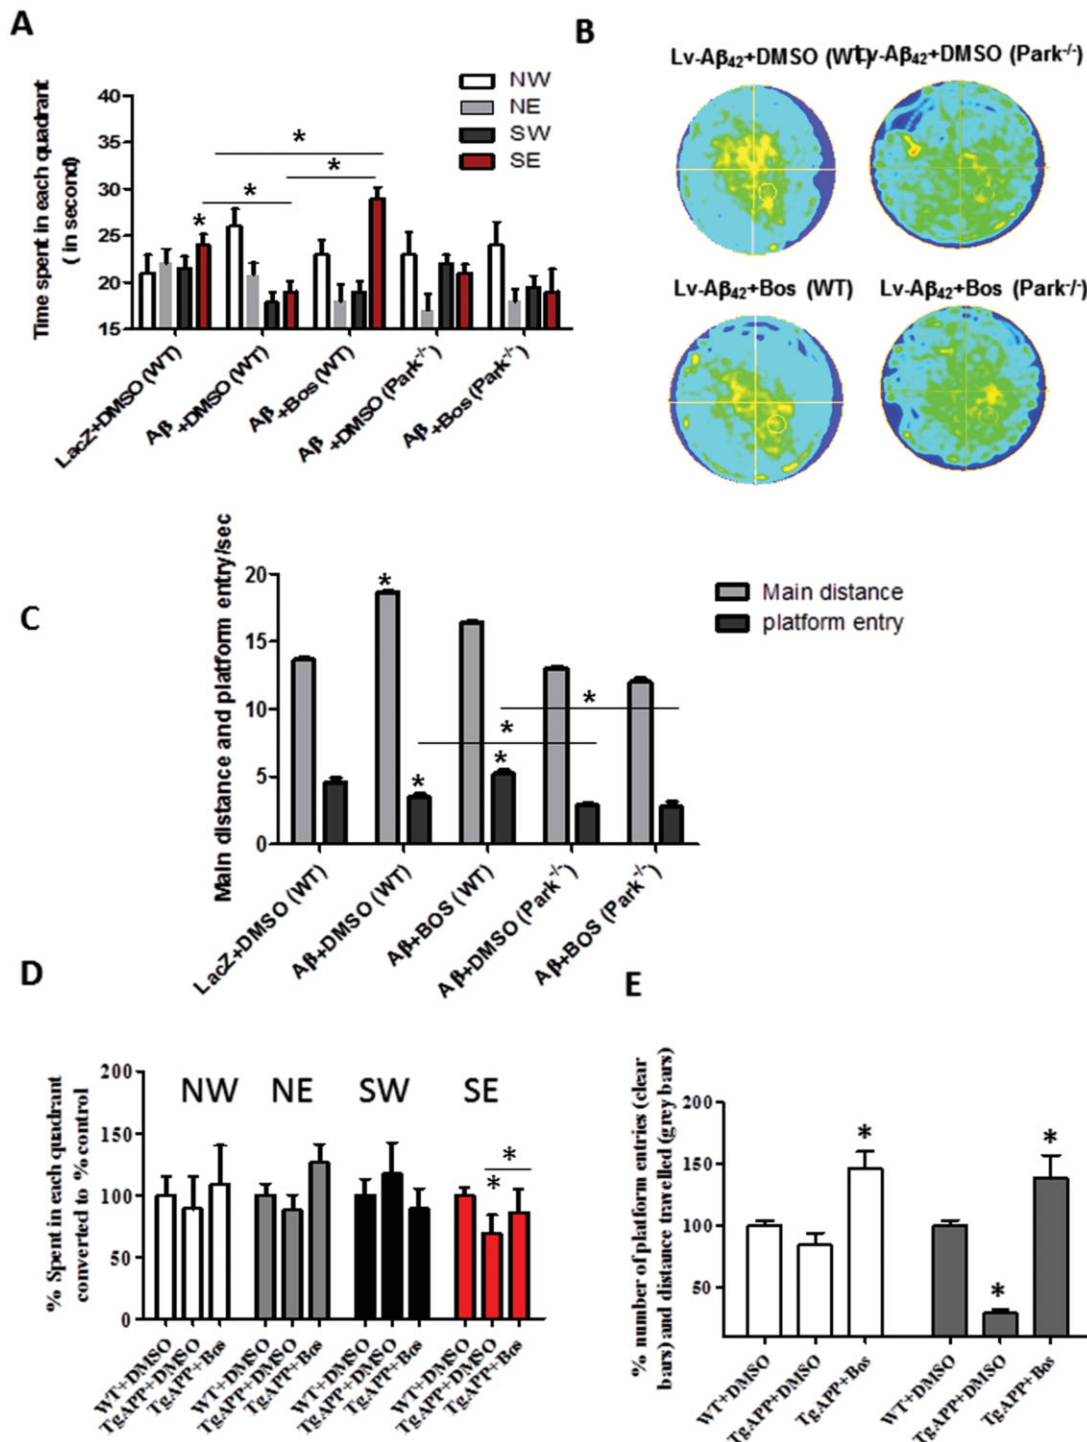 A
Time spent in each quadrant
( in second)
40
35
30
25
20
15
NW
NE
SW
SE
*
*
*
*
LacZ+DMSO (WT)
Aβ +DMSO (WT)
Aβ +Bos (WT)
Aβ +DMSO (Park-/-)
Aβ +Bos (Park-/-)
B
Lv-Aβ42+DMSO (WT)
Lv-Aβ42+DMSO (Park-/-)
Lv-Aβ42+Bos (WT)
Lv-Aβ42+Bos (Park-/-)
C
Main distance and platform entry/sec
20
15
10
5
0
Main distance
platform entry
*
*
*
*
*
LacZ+DMSO (WT)
Aβ+DMSO (WT)
Aβ+BOS (WT)
Aβ+DMSO (Park-/-)
Aβ+BOS (Park-/-)
D
% Spent in each quadrant
converted to % control
200
150
100
50
0
NW NE SW SE
*
*
WT+DMSO
TgAPP+DMSO
TgAPP+Bos
WT+DMSO
TgAPP+DMSO
TgAPP+Bos
WT+DMSO
TgAPP+DMSO
TgAPP+Bos
WT+DMSO
TgAPP+DMSO
TgAPP+Bos
E
% number of platform entries (clear
bars) and distance travelled (grey bars)
200
150
100
50
*
*
*
WT+DMSO
TgAPP+DMSO
TgAPP+Bos
WT+DMSO
TgAPP+DMSO
TgAPP+Bos